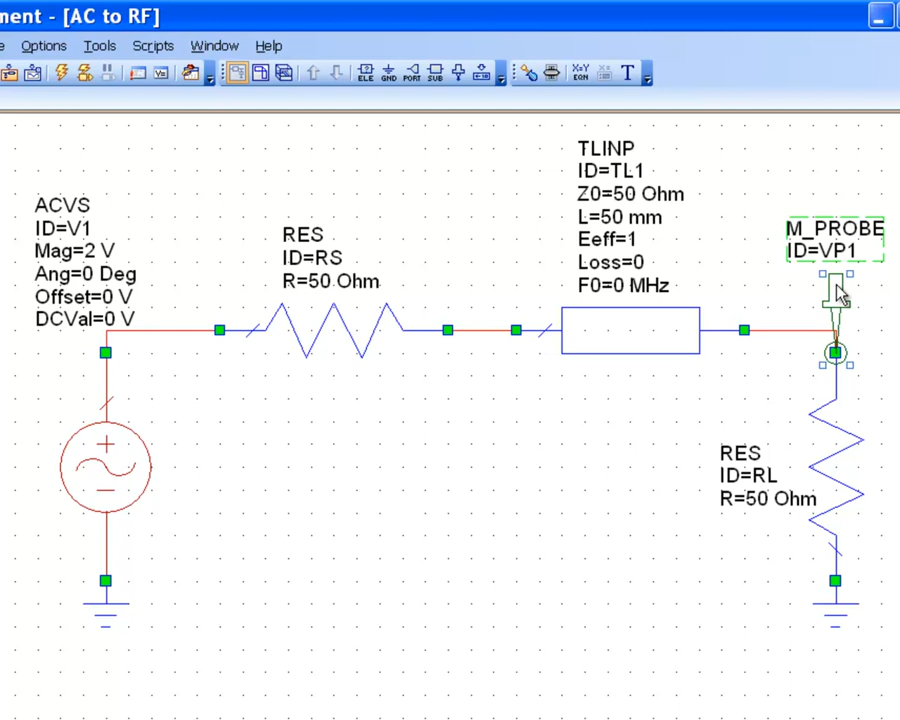 ment - [AC to RF]
e Options Tools Scripts Window Help
ELE GND PORT SUB X=Y EQN T
TLINP
ID=TL1
Z0=50 Ohm
L=50 mm
Eeff=1
Loss=0
F0=0 MHz
ACVS
ID=V1
Mag=2 V
Ang=0 Deg
Offset=0 V
DCVal=0 V
RES
ID=RS
R=50 Ohm
M_PROBE
ID=VP1
RES
ID=RL
R=50 Ohm